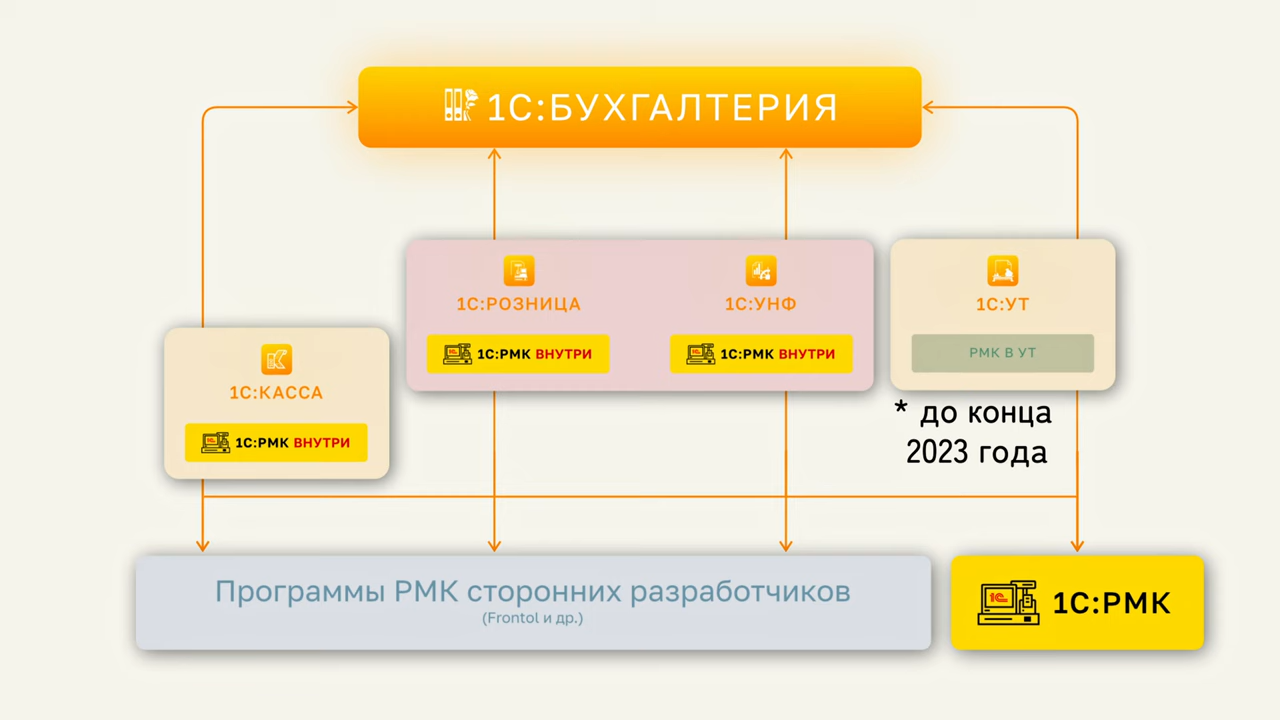 1С:БУХГАЛТЕРИЯ
1С:РОЗНИЦА
1С:РМК ВНУТРИ
1С:УНФ
1С:РМК ВНУТРИ
1С:УТ
РМК В УТ
1С:КАССА
1С:РМК ВНУТРИ
* до конца
2023 года
Программы РМК сторонних разработчиков
(Frontol и др.)
1С:РМК